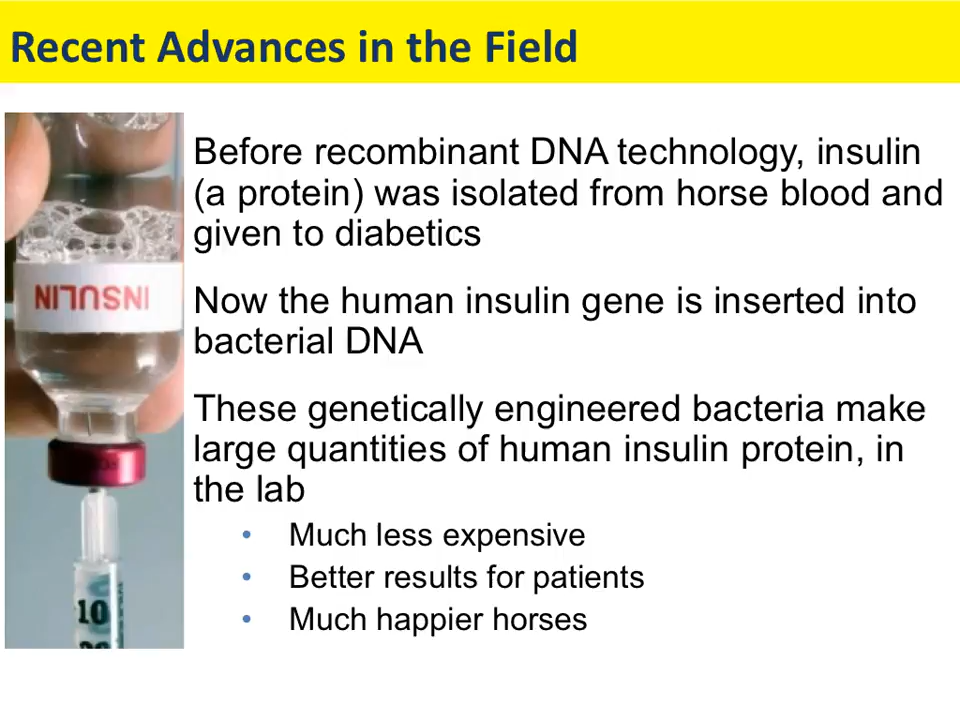 Recent Advances in the Field
Before recombinant DNA technology, insulin
(a protein) was isolated from horse blood and
given to diabetics
INSULIN
Now the human insulin gene is inserted into
bacterial DNA
These genetically engineered bacteria make
large quantities of human insulin protein, in
the lab
• Much less expensive
• Better results for patients
• Much happier horses
10